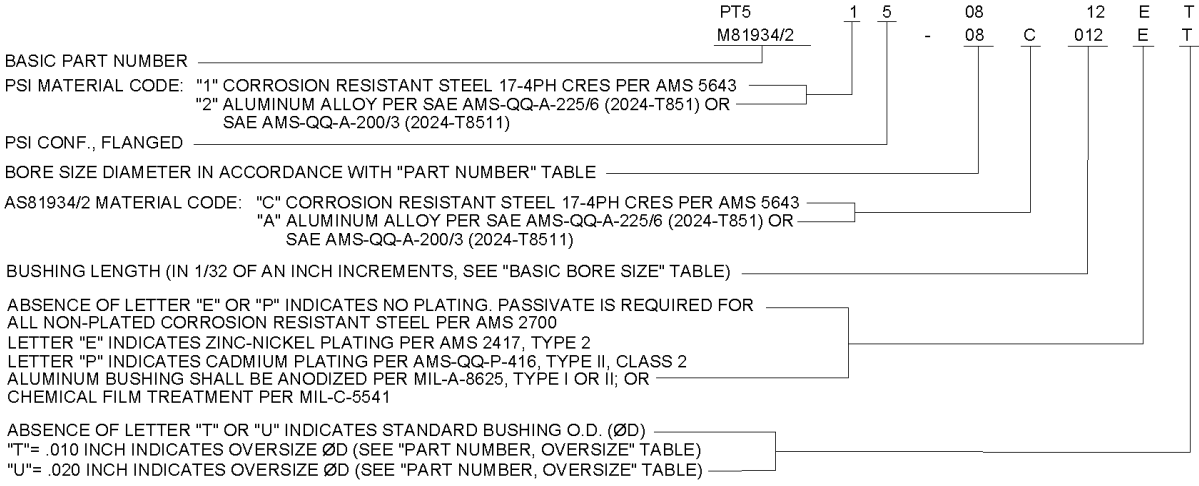 PT5 1 5 08 12 E T
M81934/2 - 08 C 012 E T
BASIC PART NUMBER
PSI MATERIAL CODE: "1" CORROSION RESISTANT STEEL 17-4PH CRES PER AMS 5643
"2" ALUMINUM ALLOY PER SAE AMS-QQ-A-225/6 (2024-T851) OR
SAE AMS-QQ-A-200/3 (2024-T8511)
PSI CONF., FLANGED
BORE SIZE DIAMETER IN ACCORDANCE WITH "PART NUMBER" TABLE
AS81934/2 MATERIAL CODE: "C" CORROSION RESISTANT STEEL 17-4PH CRES PER AMS 5643
"A" ALUMINUM ALLOY PER SAE AMS-QQ-A-225/6 (2024-T851) OR
SAE AMS-QQ-A-200/3 (2024-T8511)
BUSHING LENGTH (IN 1/32 OF AN INCH INCREMENTS, SEE "BASIC BORE SIZE" TABLE)
ABSENCE OF LETTER "E" OR "P" INDICATES NO PLATING. PASSIVATE IS REQUIRED FOR
ALL NON-PLATED CORROSION RESISTANT STEEL PER AMS 2700
LETTER "E" INDICATES ZINC-NICKEL PLATING PER AMS 2417, TYPE 2
LETTER "P" INDICATES CADMIUM PLATING PER AMS-QQ-P-416, TYPE II, CLASS 2
ALUMINUM BUSHING SHALL BE ANODIZED PER MIL-A-8625, TYPE I OR II; OR
CHEMICAL FILM TREATMENT PER MIL-C-5541
ABSENCE OF LETTER "T" OR "U" INDICATES STANDARD BUSHING O.D. (ØD)
"T"= .010 INCH INDICATES OVERSIZE ØD (SEE "PART NUMBER, OVERSIZE" TABLE)
"U"= .020 INCH INDICATES OVERSIZE ØD (SEE "PART NUMBER, OVERSIZE" TABLE)